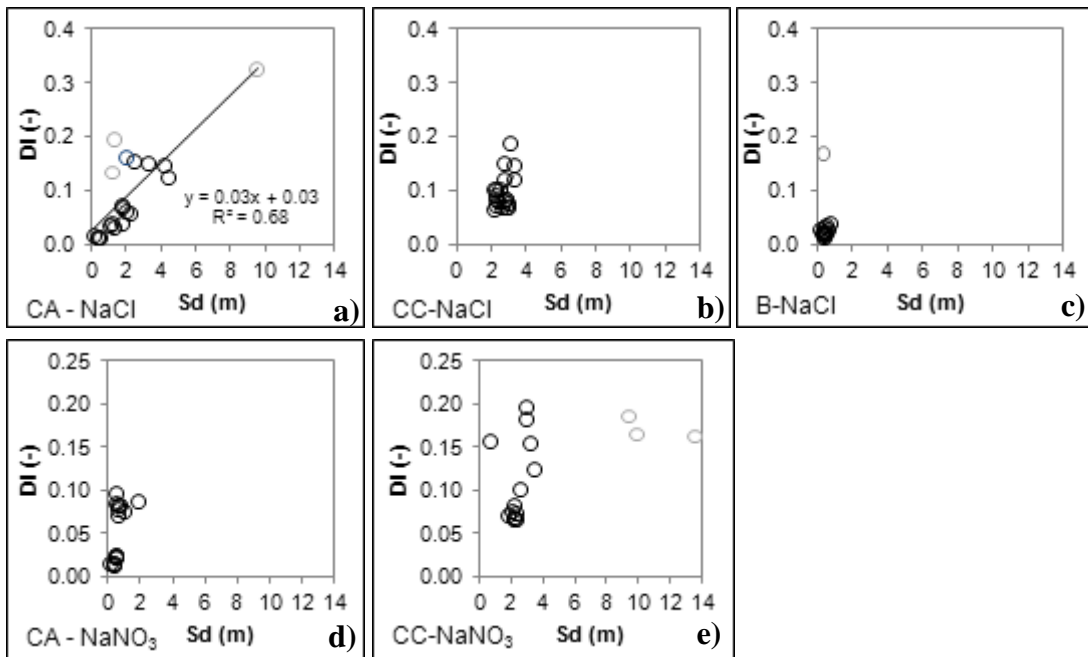 0.4
0.3
0.2
0.1
0.0
DI (-)
y = 0.03x + 0.03
R² = 0.68
0 2 4 6 8 10 12 14
CA - NaCl Sd (m) a)
0.4
0.3
0.2
0.1
0.0
DI (-)
0 2 4 6 8 10 12 14
CC-NaCl Sd (m) b)
0.4
0.3
0.2
0.1
0.0
DI (-)
0 2 4 6 8 10 12 14
B-NaCl Sd (m) c)
0.25
0.20
0.15
0.10
0.05
0.00
DI (-)
0 2 4 6 8 10 12 14
CA - NaNO₃ Sd (m) d)
0.25
0.20
0.15
0.10
0.05
0.00
DI (-)
0 2 4 6 8 10 12 14
CC-NaNO₃ Sd (m) e)